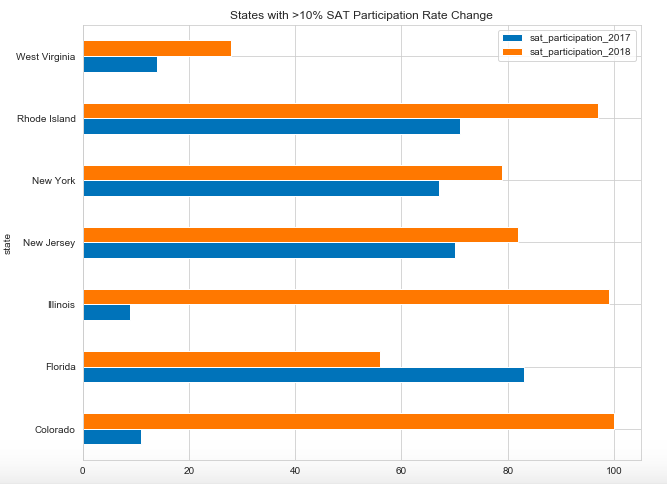 States with >10% SAT Participation Rate Change
sat_participation_2017
sat_participation_2018
West Virginia
Rhode Island
New York
New Jersey
Illinois
Florida
Colorado
state
0 20 40 60 80 100